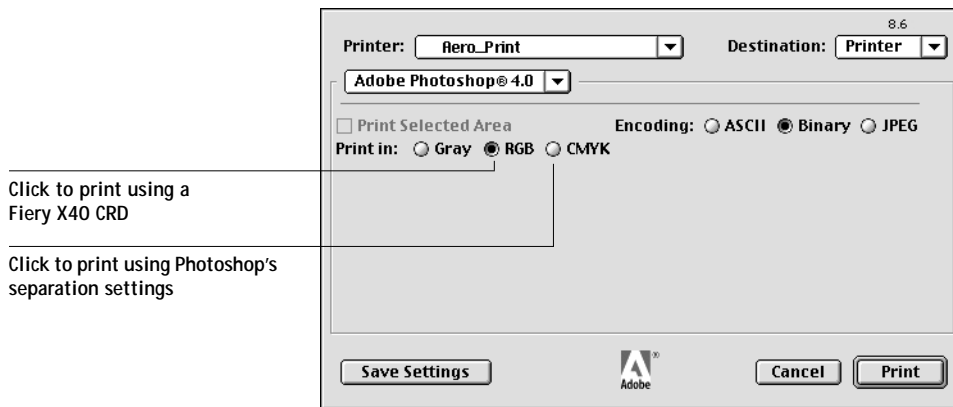 8.6
Printer: Aero_Print Destination: Printer
Adobe Photoshop® 4.0
Print Selected Area Encoding: ASCII Binary JPEG
Print in: Gray RGB CMYK
Click to print using a
Fiery X40 CRD
Click to print using Photoshop's
separation settings
Save Settings Adobe ® Cancel Print